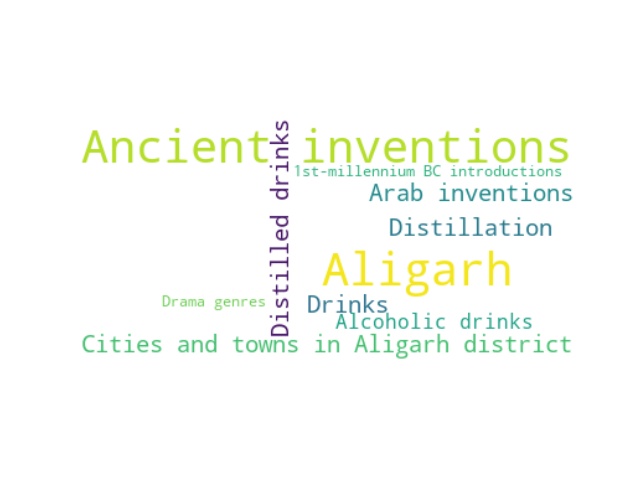 Ancient inventions
1st-millennium BC introductions
Arab inventions
Distilled drinks
Distillation
Aligarh
Drama genres
Drinks
Alcoholic drinks
Cities and towns in Aligarh district